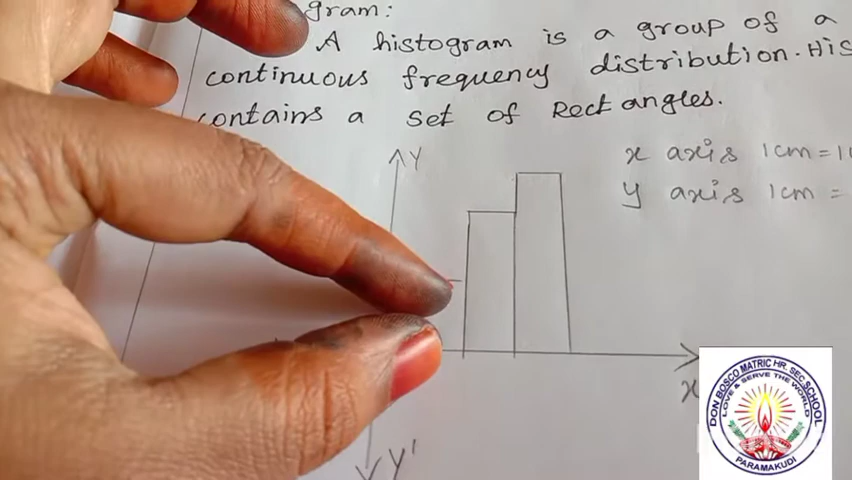 gram:
A histogram is a group of a
continuous frequency distribution. His
contains a set of Rectangles.
Y
x axis 1cm = 1
y axis 1cm =
x
Y'
DON BOSCO MATRIC HR. SEC SCHOOL
LOVE & SERVE THE WORLD
PARAMAKUDI